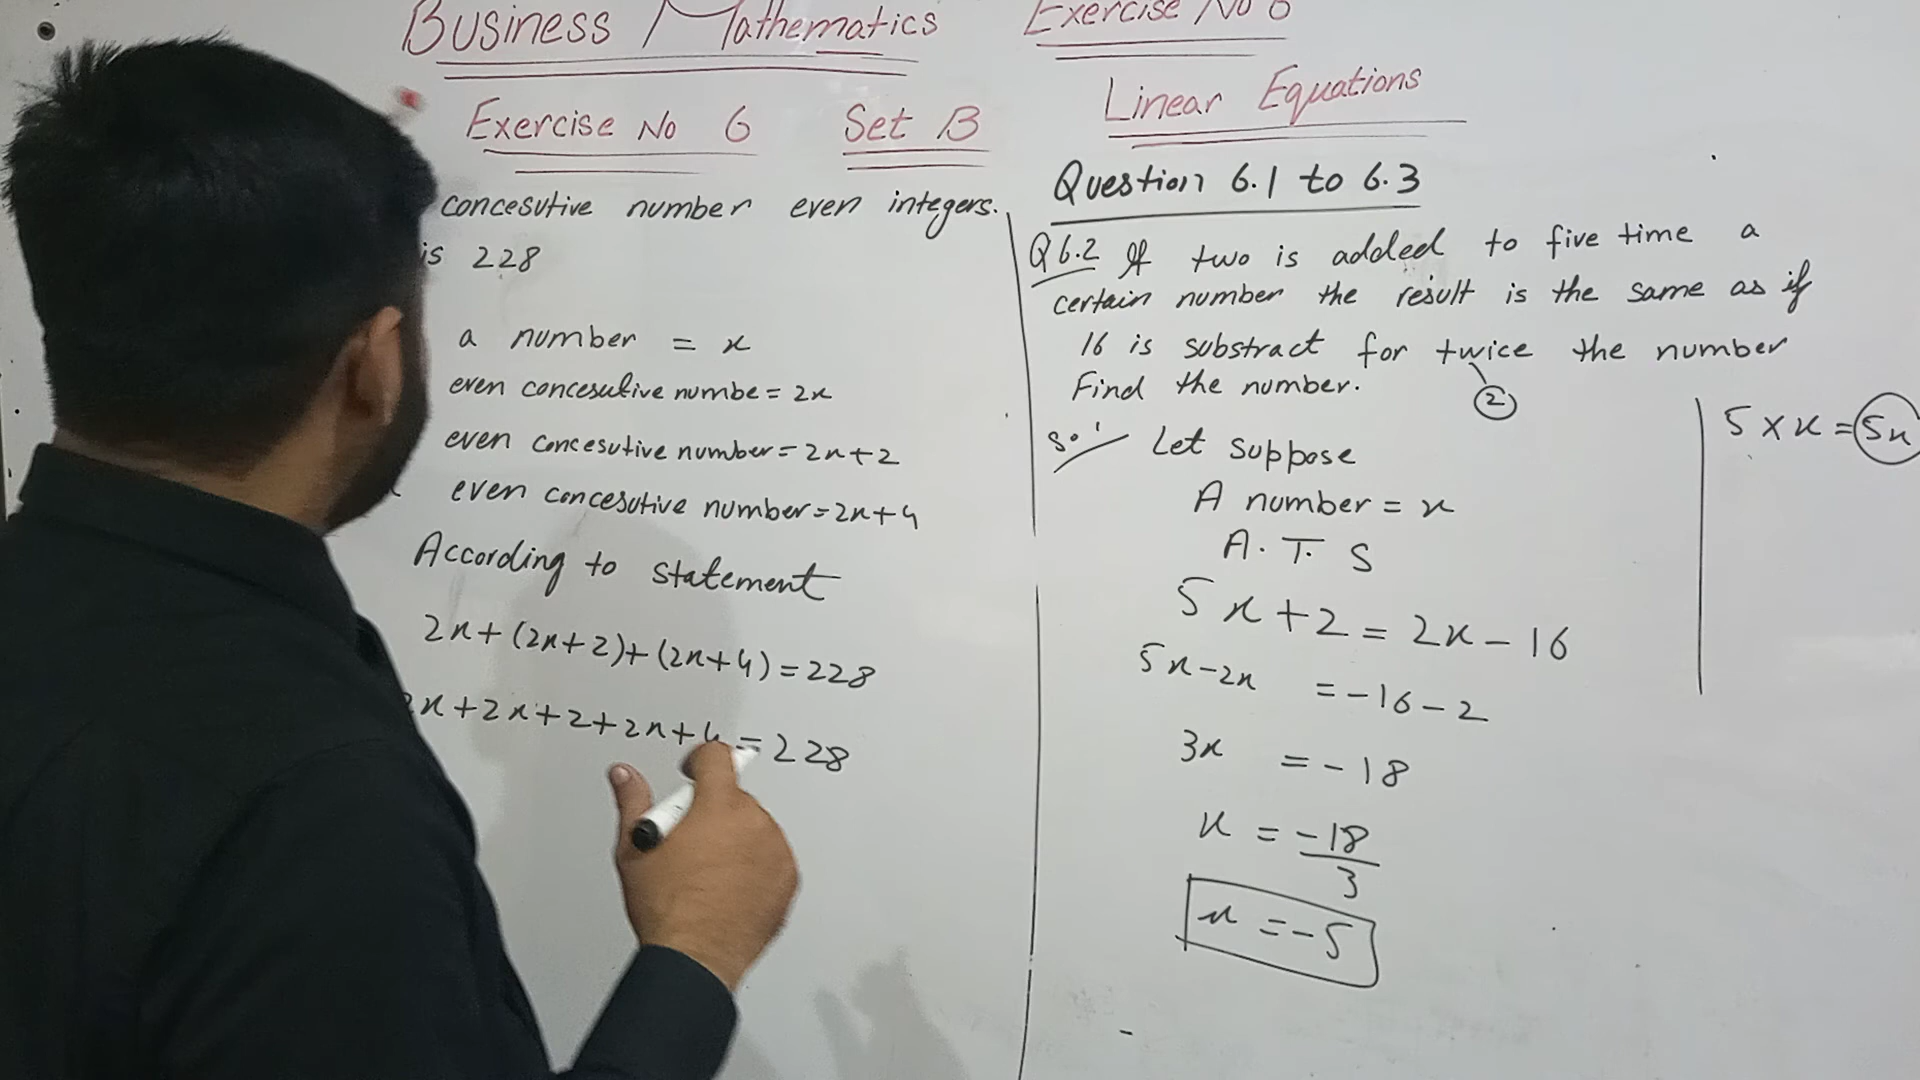 Business Mathematics
Exercise No 6 Set B
concesutive number even integers.
is 228
a number = x
even concesutive numbe = 2x
even concesutive number = 2x+2
even concesutive number = 2x+4
According to statement
2x+(2x+2)+(2x+4)=228
2x+2x+2+2x+4=228
Exercise No 6
Linear Equations
Question 6.1 to 6.3
Q6.2 If two is added to five time a
certain number the result is the same as if
16 is substract for twice the number
2
Find the number.
Sol Let suppose
A number = x
A. T. S
5x+2 = 2x-16
5x-2x = -16-2
3x = -18
x = -18/3
x = -5
5 × x = 5x